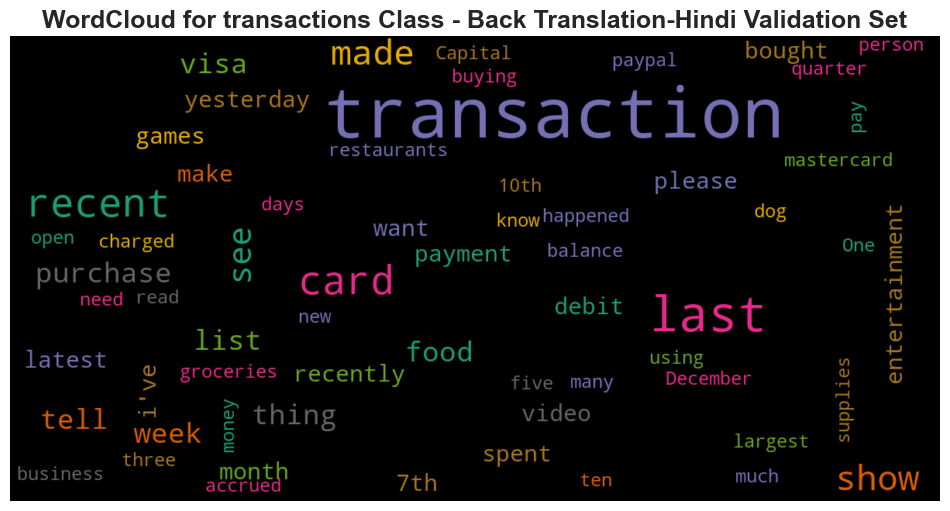 WordCloud for transactions Class - Back Translation-Hindi Validation Set
made
Capital
bought
person
visa
buying
paypal
quarter
yesterday
transaction
pay
games
restaurants
mastercard
make
please
recent
days
10th
know
happened
dog
open
charged
see
want
payment
balance
One
entertainment
purchase
card
need
read
new
debit
last
list
food
using
latest
groceries
recently
five
many
December
i've
supplies
tell
week
money
thing
video
largest
three
spent
business
month
accrued
7th
ten
much
show